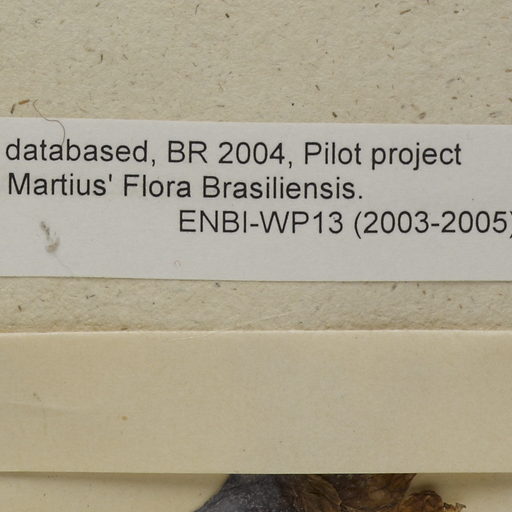 databased, BR 2004, Pilot project
Martius' Flora Brasiliensis.
ENBI-WP13 (2003-2005)